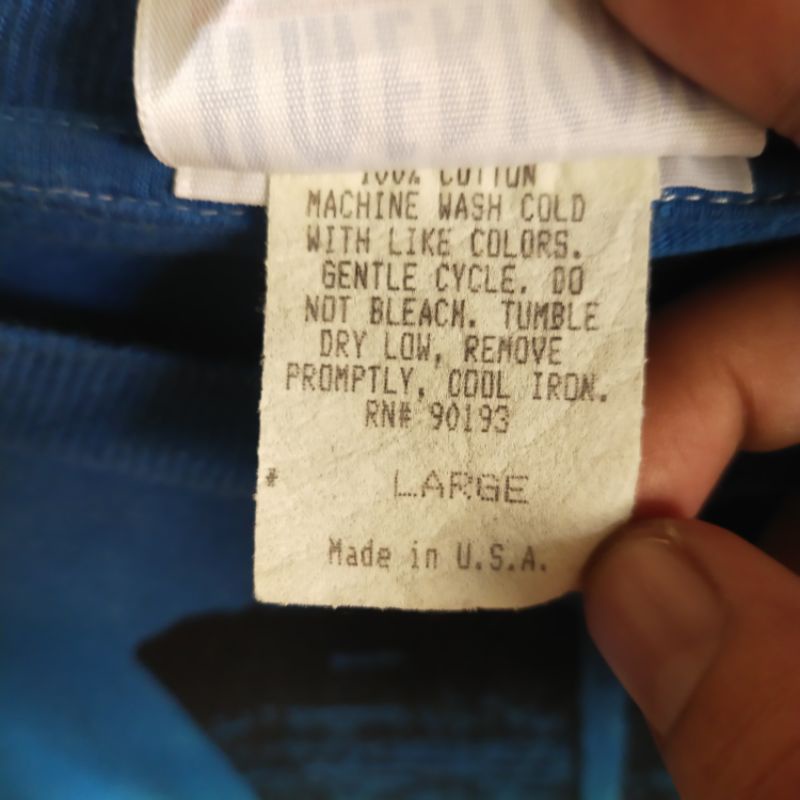 100% COTTON
MACHINE WASH COLD
WITH LIKE COLORS.
GENTLE CYCLE. DO
NOT BLEACH. TUMBLE
DRY LOW, REMOVE
PROMPTLY, COOL IRON.
RN# 90193
* LARGE
Made in U.S.A.